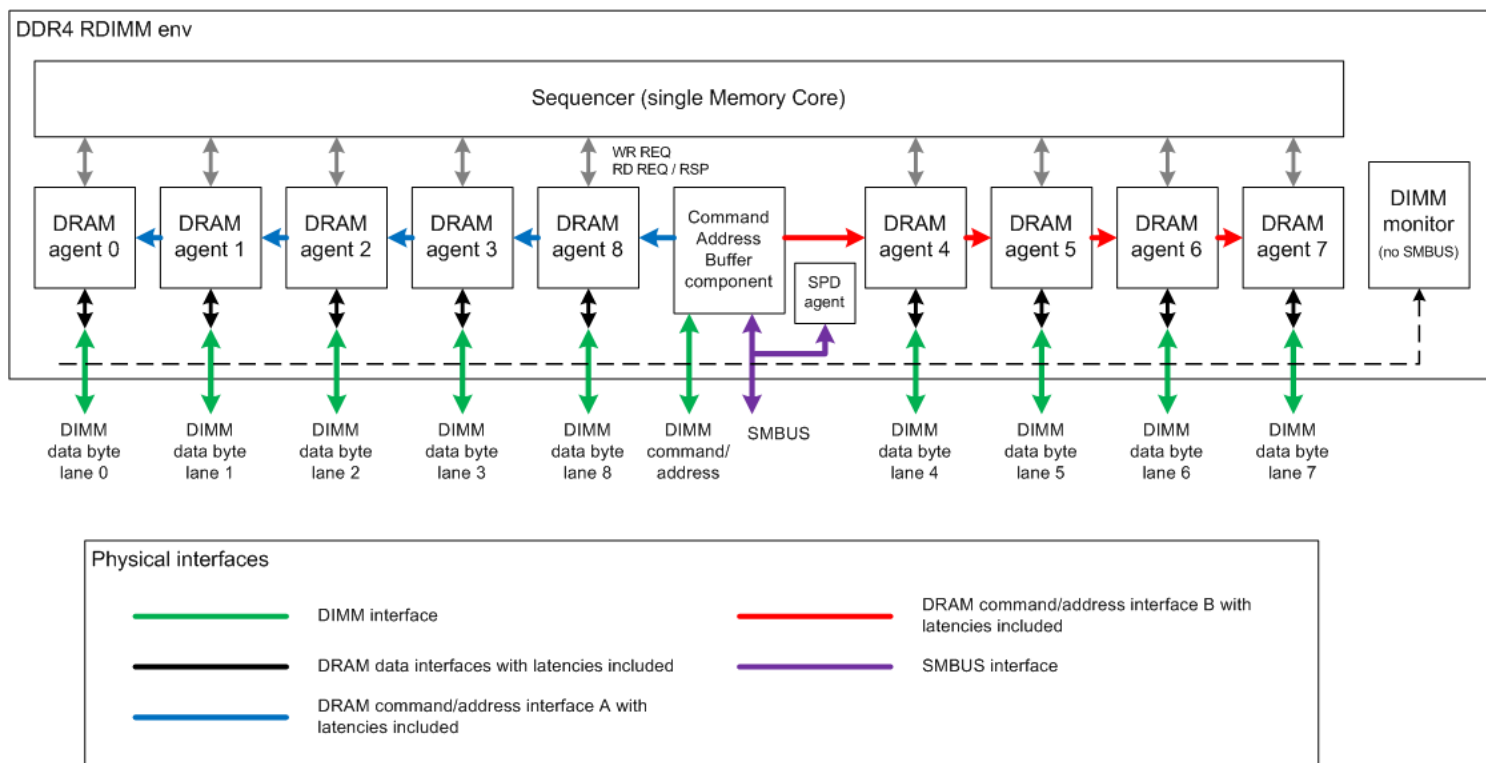 DDR4 RDIMM env
Sequencer (single Memory Core)
WR REQ
RD REQ / RSP
DRAM
agent 0
DRAM
agent 1
DRAM
agent 2
DRAM
agent 3
DRAM
agent 8
Command
Address
Buffer
component
SPD
agent
DRAM
agent 4
DRAM
agent 5
DRAM
agent 6
DRAM
agent 7
DIMM
monitor
(no SMBUS)
DIMM
data byte
lane 0
DIMM
data byte
lane 1
DIMM
data byte
lane 2
DIMM
data byte
lane 3
DIMM
data byte
lane 8
DIMM
command/
address
SMBUS
DIMM
data byte
lane 4
DIMM
data byte
lane 5
DIMM
data byte
lane 6
DIMM
data byte
lane 7
Physical interfaces
DIMM interface
DRAM data interfaces with latencies included
DRAM command/address interface A with
latencies included
DRAM command/address interface B with
latencies included
SMBUS interface